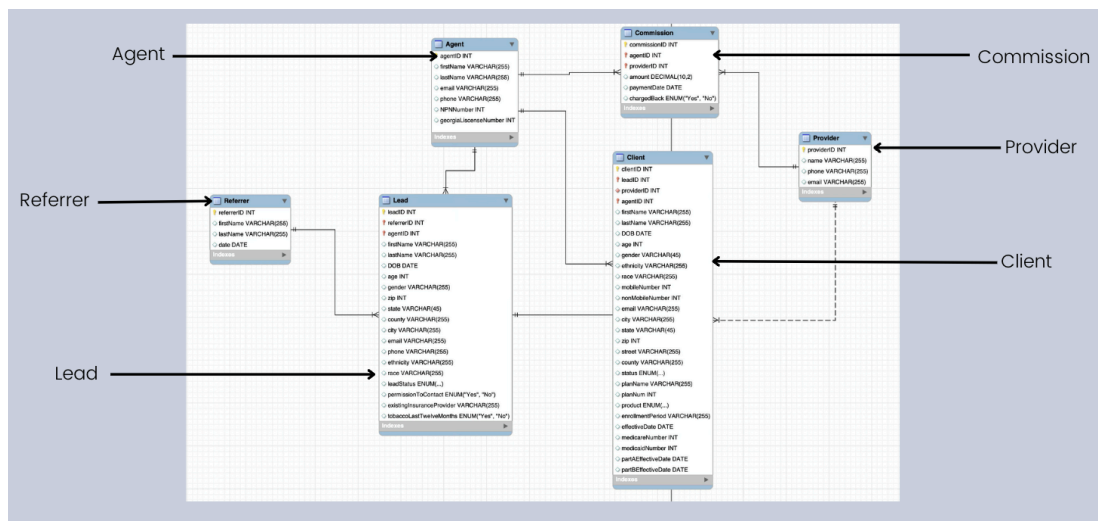 Agent
Commission
Provider
Referrer
Client
Lead
Agent
agentID INT
firstName VARCHAR(255)
lastName VARCHAR(255)
email VARCHAR(255)
phone VARCHAR(255)
NPNNumber INT
georgiaLiscenseNumber INT
Indexes
Commission
commissionID INT
agentID INT
providerID INT
amount DECIMAL(10,2)
paymentDate DATE
chargedBack ENUM("Yes", "No")
Indexes
Provider
providerID INT
name VARCHAR(255)
phone VARCHAR(255)
email VARCHAR(255)
Indexes
Referrer
referrerID INT
firstName VARCHAR(255)
lastName VARCHAR(255)
date DATE
Indexes
Lead
leadID INT
referrerID INT
agentID INT
firstName VARCHAR(255)
lastName VARCHAR(255)
DOB DATE
age INT
gender VARCHAR(255)
zip INT
state VARCHAR(45)
county VARCHAR(255)
city VARCHAR(255)
email VARCHAR(255)
phone VARCHAR(255)
ethnicity VARCHAR(255)
race VARCHAR(255)
leadStatus ENUM(...)
permissionToContact ENUM("Yes", "No")
existingInsuranceProvider VARCHAR(255)
tobaccoLastTwelveMonths ENUM("Yes", "No")
Indexes
Client
clientID INT
leadID INT
providerID INT
agentID INT
firstName VARCHAR(255)
lastName VARCHAR(255)
DOB DATE
age INT
gender VARCHAR(45)
ethnicity VARCHAR(255)
race VARCHAR(255)
mobileNumber INT
nonMobileNumber INT
email VARCHAR(255)
city VARCHAR(255)
state VARCHAR(45)
zip INT
street VARCHAR(255)
county VARCHAR(255)
status ENUM(...)
planName VARCHAR(255)
planNum INT
product ENUM(...)
enrollmentPeriod VARCHAR(255)
effectiveDate DATE
medicareNumber INT
medicaidNumber INT
partAEffectiveDate DATE
partBEffectiveDate DATE
Indexes